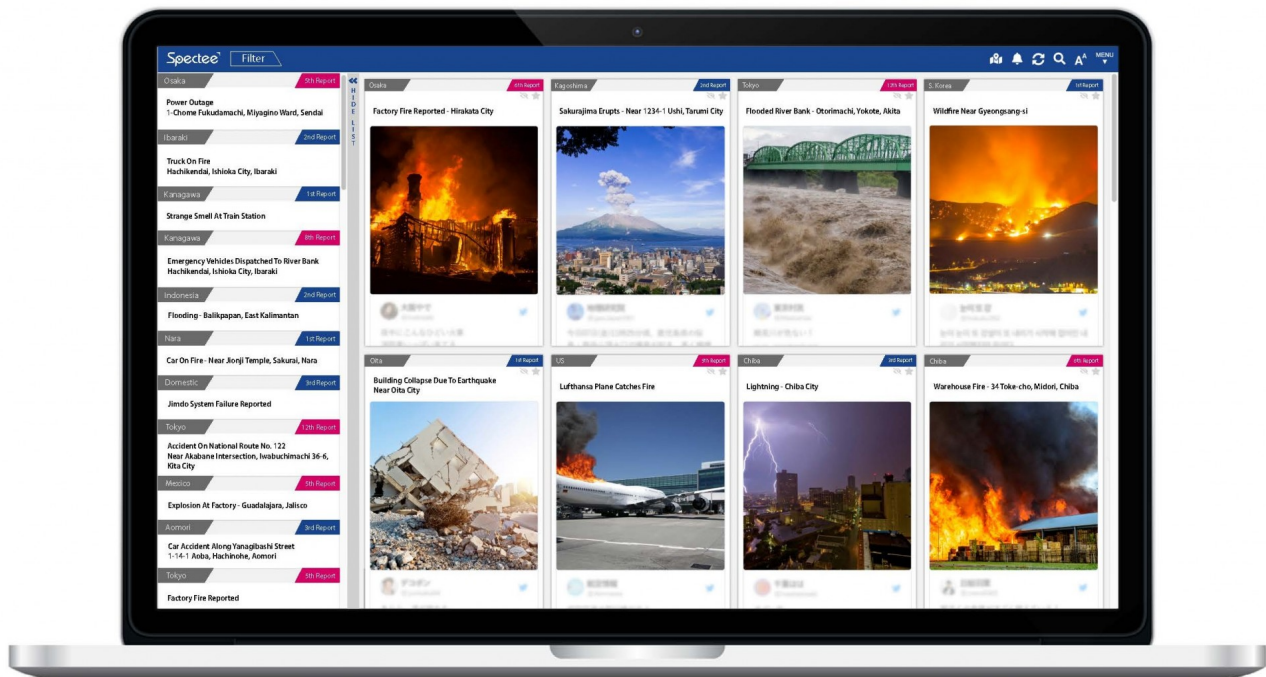 Spectee
Filter
MENU
Osaka
5th Report
Power Outage
1-Chome Fukudamachi, Miyagino Ward, Sendai
Ibaraki
2nd Report
Truck On Fire
Hachikendai, Ishioka City, Ibaraki
Kanagawa
1st Report
Strange Smell At Train Station
Kanagawa
8th Report
Emergency Vehicles Dispatched To River Bank
Hachikendai, Ishioka City, Ibaraki
Indonesia
2nd Report
Flooding - Balikpapan, East Kalimantan
Nara
1st Report
Car On Fire - Near Jionji Temple, Sakurai, Nara
Domestic
3rd Report
Jimdo System Failure Reported
Tokyo
12th Report
Accident On National Route No. 122
Near Akabane Intersection, Iwabuchimachi 36-6,
Kita City
Mexico
5th Report
Explosion At Factory - Guadalajara, Jalisco
Aomori
3rd Report
Car Accident Along Yanagibashi Street
1-14-1 Aoba, Hachinohe, Aomori
Tokyo
5th Report
Factory Fire Reported
HIDE LIST
Osaka
8th Report
Factory Fire Reported - Hirakata City
Kagoshima
2nd Report
Sakurajima Erupts - Near 1234-1 Ushi, Tarumi City
Tokyo
13th Report
Flooded River Bank - Otorimachi, Yokote, Akita
S. Korea
1st Report
Wildfire Near Gyeongsang-si
Oita
1st Report
Building Collapse Due To Earthquake
Near Oita City
US
9th Report
Lufthansa Plane Catches Fire
Chiba
3rd Report
Lightning - Chiba City
Chiba
6th Report
Warehouse Fire - 34 Toke-cho, Midori, Chiba